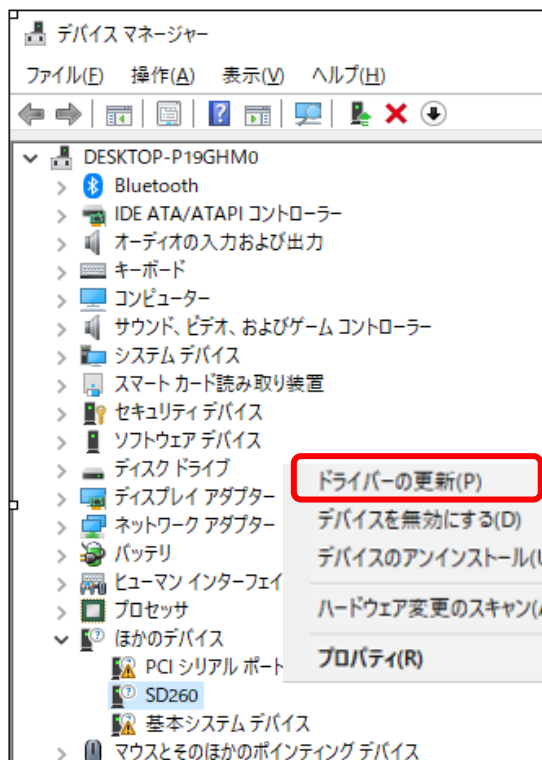 デバイス マネージャー
ファイル(F) 操作(A) 表示(V) ヘルプ(H)
DESKTOP-P19GHM0
Bluetooth
IDE ATA/ATAPI コントローラー
オーディオの入力および出力
キーボード
コンピューター
サウンド、ビデオ、およびゲーム コントローラー
システム デバイス
スマート カード読み取り装置
セキュリティ デバイス
ソフトウェア デバイス
ディスク ドライブ
ディスプレイ アダプター
ネットワーク アダプター
バッテリ
ヒューマン インターフェイ
プロセッサ
ほかのデバイス
PCI シリアル ポート
SD260
基本システム デバイス
マウスとそのほかのポインティング デバイス
ドライバーの更新(P)
デバイスを無効にする(D)
デバイスのアンインストール(U
ハードウェア変更のスキャン(A
プロパティ(R)